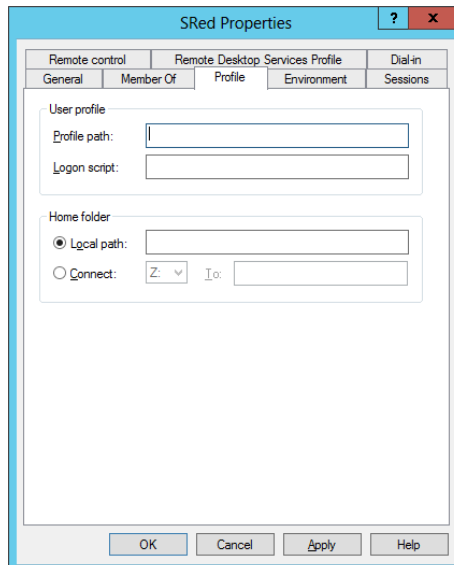 SRed Properties
? x
Remote control Remote Desktop Services Profile Dial-in
General Member Of Profile Environment Sessions
User profile
Profile path:
Logon script:
Home folder
Local path:
Connect: Z: To:
OK Cancel Apply Help